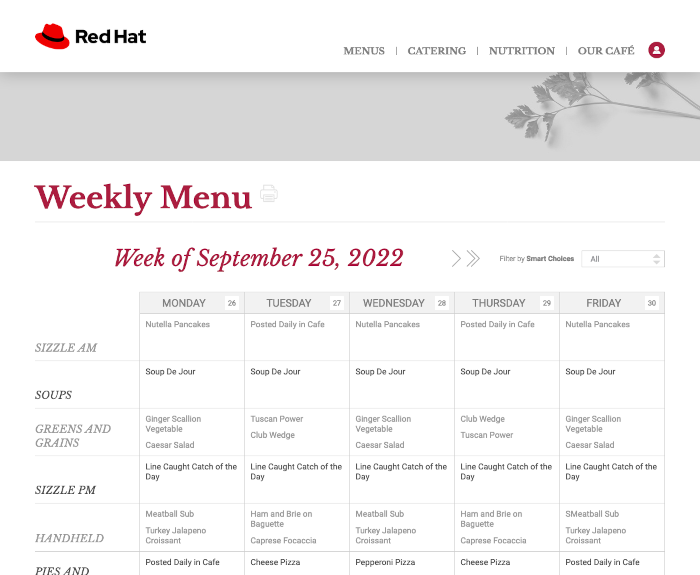 Red Hat
MENUS | CATERING | NUTRITION | OUR CAFÉ
Weekly Menu
Week of September 25, 2022
Filter by Smart Choices
All
MONDAY 26 TUESDAY 27 WEDNESDAY 28 THURSDAY 29 FRIDAY 30
SIZZLE AM
Nutella Pancakes
Posted Daily in Cafe
Nutella Pancakes
Posted Daily in Cafe
Nutella Pancakes
SOUPS
Soup De Jour
Soup De Jour
Soup De Jour
Soup De Jour
Soup De Jour
GREENS AND
GRAINS
Ginger Scallion
Vegetable
Caesar Salad
Tuscan Power
Club Wedge
Ginger Scallion
Vegetable
Caesar Salad
Club Wedge
Tuscan Power
Ginger Scallion
Vegetable
Caesar Salad
SIZZLE PM
Line Caught Catch of the
Day
Line Caught Catch of the
Day
Line Caught Catch of the
Day
Line Caught Catch of the
Day
Line Caught Catch of the
Day
HANDHELD
Meatball Sub
Turkey Jalapeno
Croissant
Ham and Brie on
Baguette
Caprese Focaccia
Meatball Sub
Turkey Jalapeno
Croissant
Ham and Brie on
Baguette
Caprese Focaccia
SMeatball Sub
Turkey Jalapeno
Croissant
PIES AND
Posted Daily in Cafe
Cheese Pizza
Pepperoni Pizza
Cheese Pizza
Posted Daily in Cafe